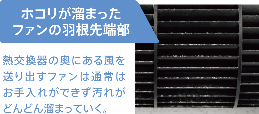 ホコリが溜まった
ファンの羽根先端部
熱交換器の奥にある風を
送り出すファンは通常は
お手入れができず汚れが
どんどん溜まっていく。